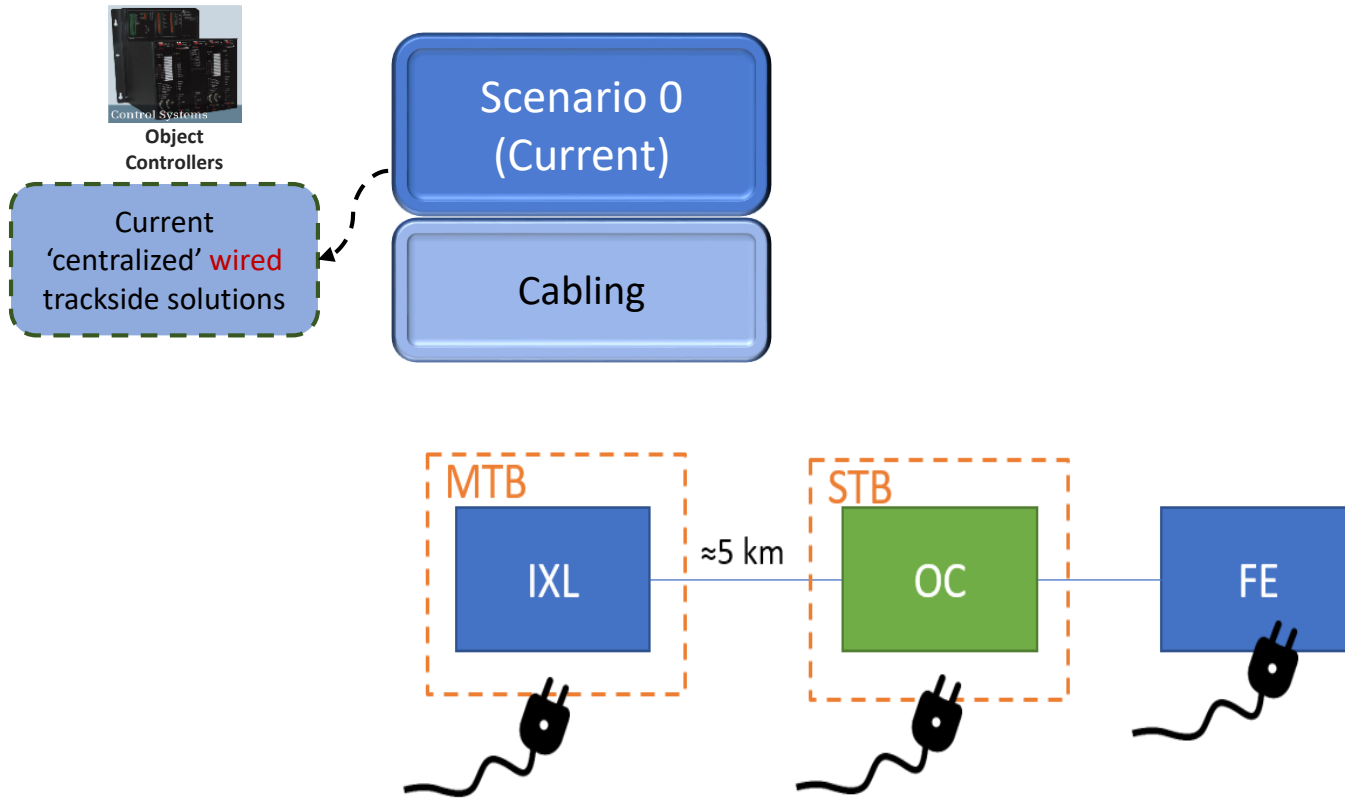 Control Systems
Object
Controllers
Current
‘centralized’ wired
trackside solutions
Scenario 0
(Current)
Cabling
MTB
IXL
≈5 km
STB
OC
FE